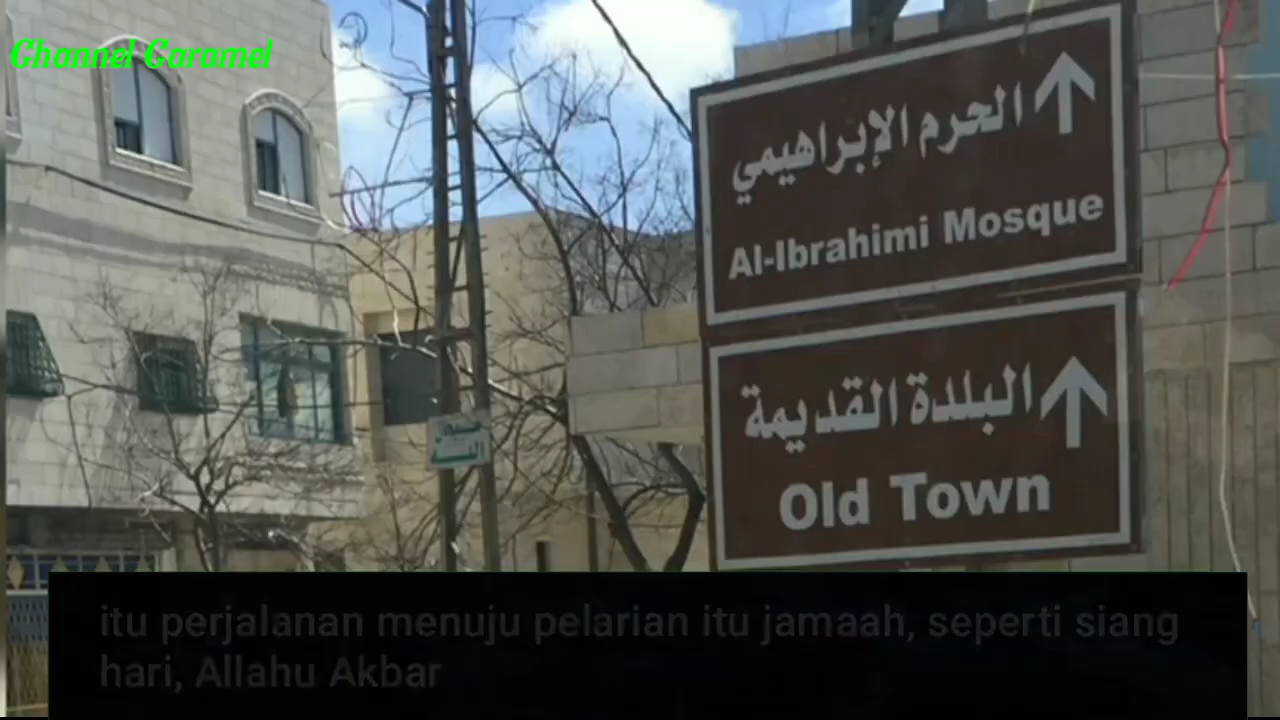 Channel Caramel
الحرم الإبراهيمي
Al-Ibrahimi Mosque
البلدة القديمة
Old Town
itu perjalanan menuju pelarian itu jamaah, seperti siang
hari, Allahu Akbar